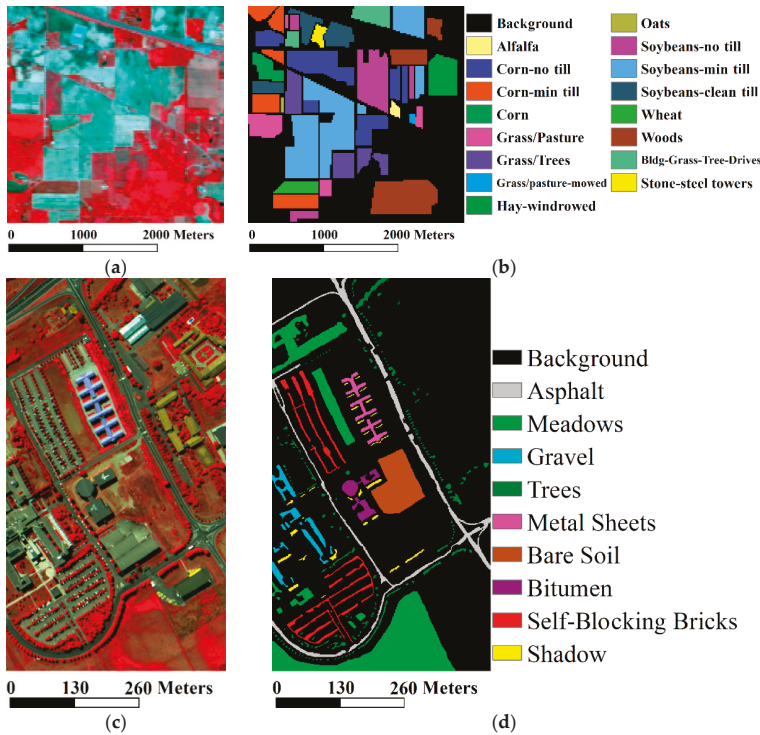 Background
Alfalfa
Corn-no till
Corn-min till
Corn
Grass/Pasture
Grass/Trees
Grass/pasture-mowed
Hay-windrowed
Oats
Soybeans-no till
Soybeans-min till
Soybeans-clean till
Wheat
Woods
Bldg-Grass-Tree-Drives
Stone-steel towers
0 1000 2000 Meters
(a)
0 1000 2000 Meters
(b)
Background
Asphalt
Meadows
Gravel
Trees
Metal Sheets
Bare Soil
Bitumen
Self-Blocking Bricks
Shadow
0 130 260 Meters
(c)
0 130 260 Meters
(d)